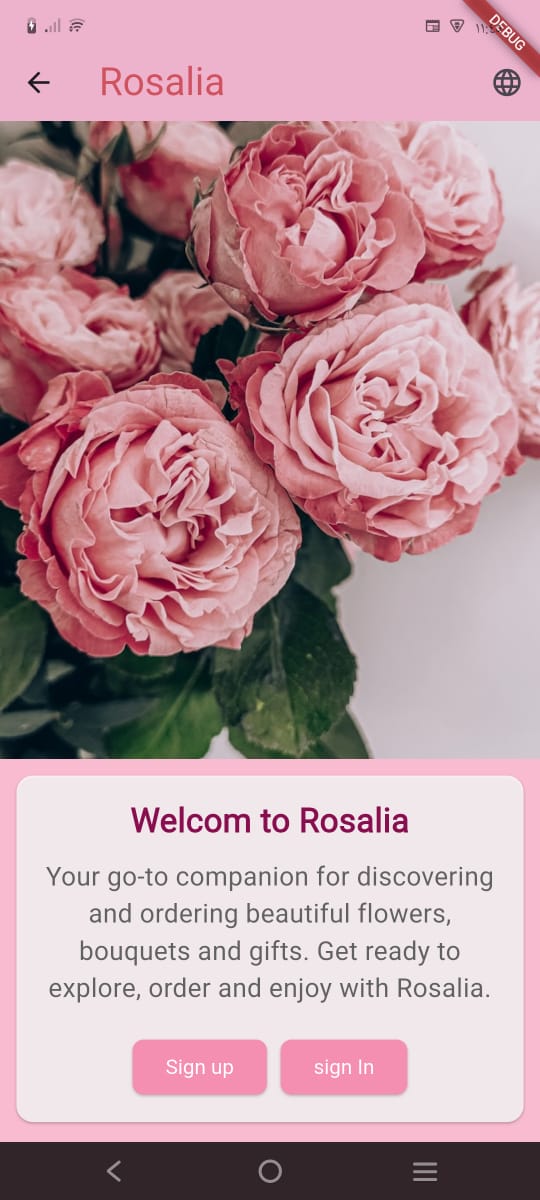 DEBUG
Rosalia
Welcom to Rosalia
Your go-to companion for discovering
and ordering beautiful flowers,
bouquets and gifts. Get ready to
explore, order and enjoy with Rosalia.
Sign up
sign In